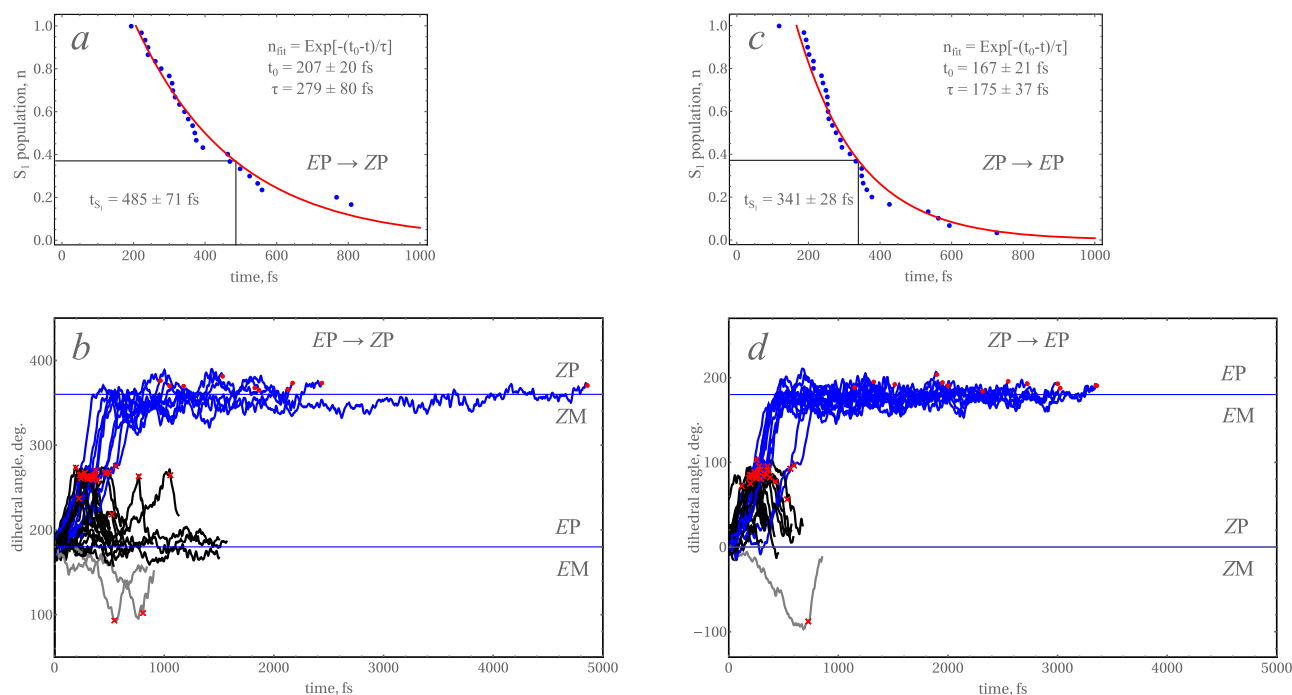 a
n_fit = Exp[-(t_0-t)/τ]
t_0 = 207 ± 20 fs
τ = 279 ± 80 fs
EP → ZP
t_S_1 = 485 ± 71 fs
S_1 population, n
1.0
0.8
0.6
0.4
0.2
0.0
0 200 400 600 800 1000
time, fs
c
n_fit = Exp[-(t_0-t)/τ]
t_0 = 167 ± 21 fs
τ = 175 ± 37 fs
ZP → EP
t_S_1 = 341 ± 28 fs
S_1 population, n
1.0
0.8
0.6
0.4
0.2
0.0
0 200 400 600 800 1000
time, fs
b
EP → ZP
ZP
ZM
EP
EM
dihedral angle, deg.
400
300
200
100
0 1000 2000 3000 4000 5000
time, fs
d
ZP → EP
EP
EM
ZP
ZM
dihedral angle, deg.
200
100
0
−100
0 1000 2000 3000 4000 5000
time, fs